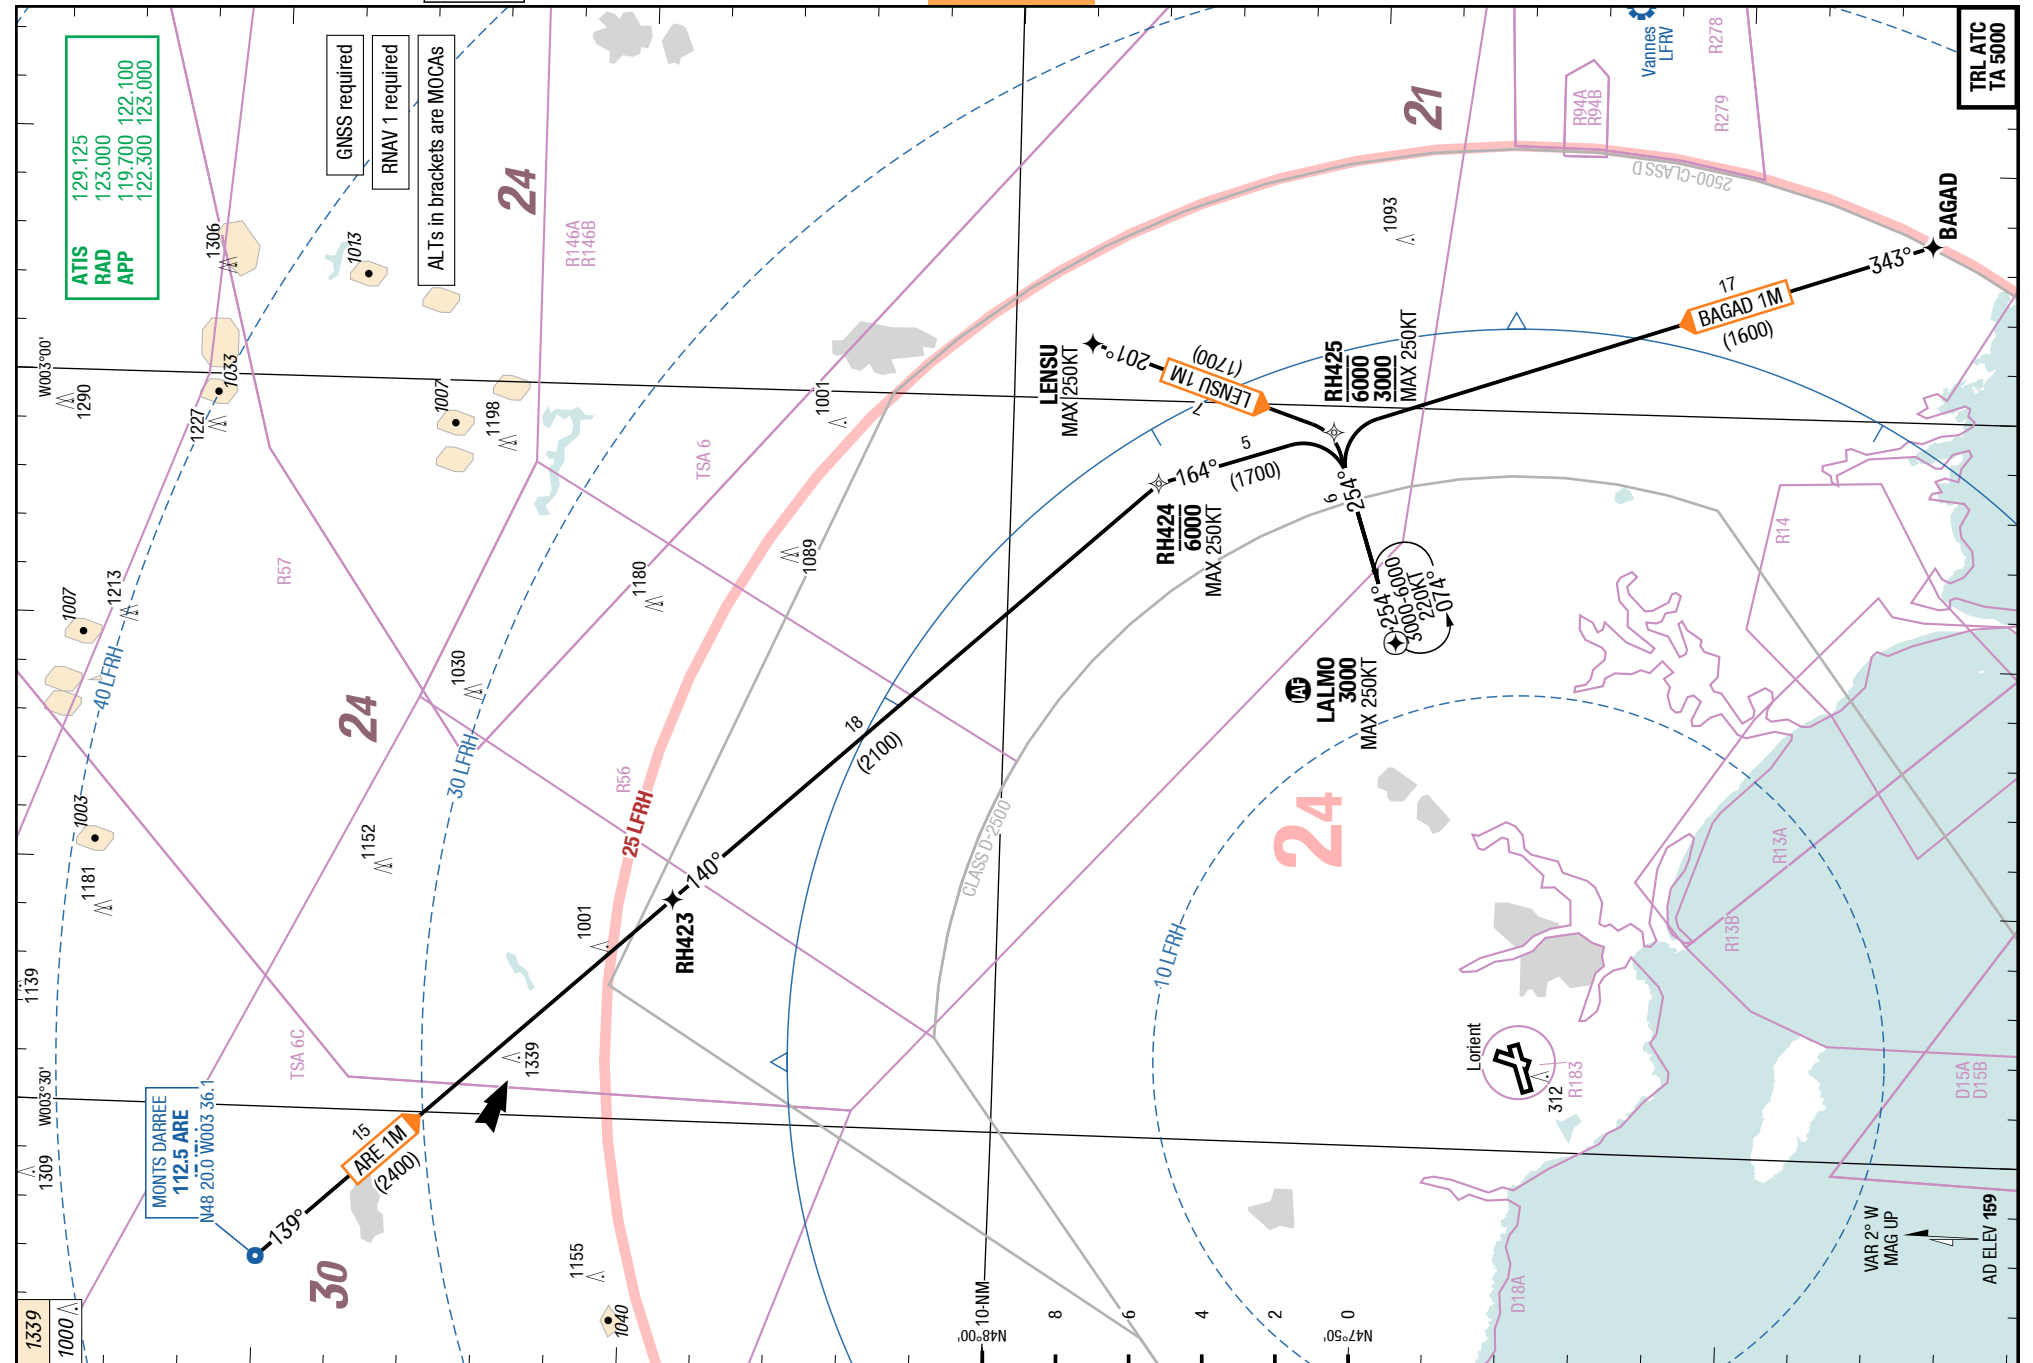 ATIS 129.125
RAD 123.000
APP 119.700 122.100
122.300 123.000
GNSS required
RNAV 1 required
ALTs in brackets are MOCAs
TRL ATC
TA 5000
Vannes
LFRV
R278
R279
R94A
R94B
21
24
R146A
R146B
2500-CLASS D
1306
1013
1093
W003°00'
1290
1033
1227
1007
1198
1001
TSA 6
1089
1180
R57
1213
1007
40 LFRH
1030
24
30 LFRH
R56
25 LFRH
1003
1181
1152
1001
1139
TSA 6C
1339
W003°30'
1309
MONTS DARREE
112.5 ARE
N48 20.0 W003 36.1
139°
15
ARE 1M
(2400)
30
1155
1040
1339
1000
RH423
140°
18
(2100)
CLASS D-2500
RH424
6000
MAX 250KT
164°
5
(1700)
LENSU
MAX 250KT
201°
LENSU 1M
(1700)
7
RH425
6000
3000
MAX 250KT
BAGAD
343°
17
BAGAD 1M
(1600)
254°
6
254°
3000-6000
220KT
074°
IAF
LALMO
3000
MAX 250KT
24
10 LFRH
R14
R13A
R13B
Lorient
312
R183
D15A
D15B
D18A
VAR 2° W
MAG UP
AD ELEV 159
N48°00'
10 NM
8
6
4
2
0
N47°50'